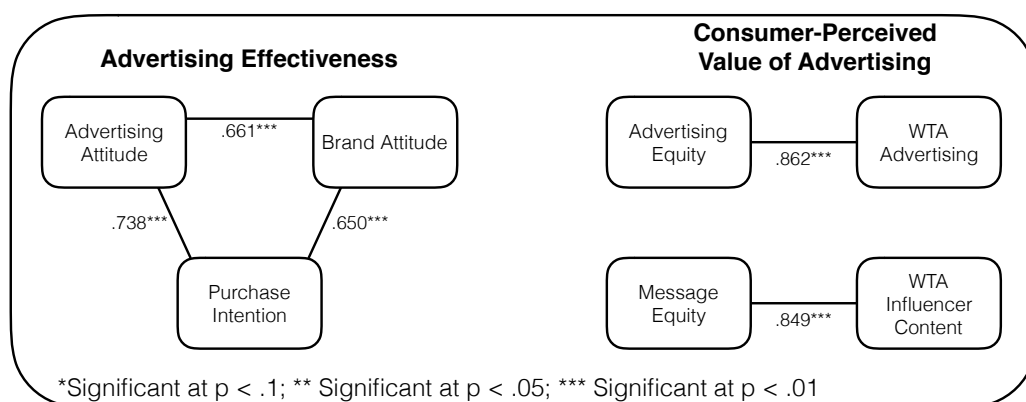 Advertising Effectiveness
Consumer-Perceived
Value of Advertising
Advertising
Attitude
.661***
Brand Attitude
.738***
.650***
Purchase
Intention
Advertising
Equity
.862***
WTA
Advertising
Message
Equity
.849***
WTA
Influencer
Content
*Significant at p < .1; ** Significant at p < .05; *** Significant at p < .01